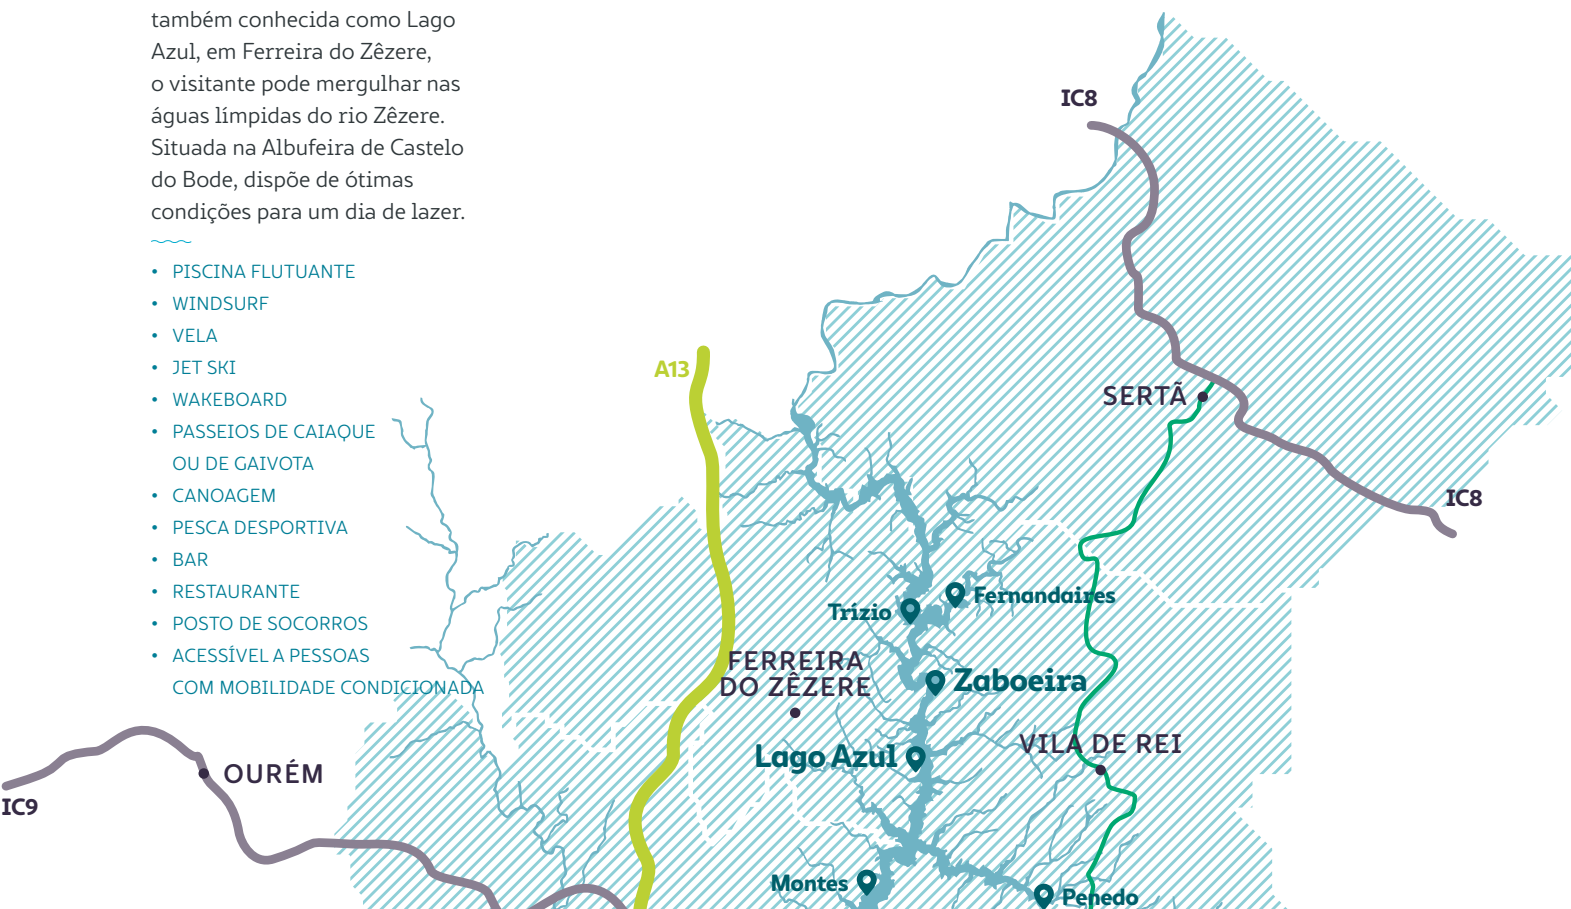 também conhecida como Lago
Azul, em Ferreira do Zêzere,
o visitante pode mergulhar nas
águas límpidas do rio Zêzere.
Situada na Albufeira de Castelo
do Bode, dispõe de ótimas
condições para um dia de lazer.
• PISCINA FLUTUANTE
• WINDSURF
• VELA
• JET SKI
• WAKEBOARD
• PASSEIOS DE CAIAQUE
OU DE GAIVOTA
• CANOAGEM
• PESCA DESPORTIVA
• BAR
• RESTAURANTE
• POSTO DE SOCORROS
• ACESSÍVEL A PESSOAS
COM MOBILIDADE CONDICIONADA
IC8
A13
SERTÃ
IC8
Fernandaires
Trízio
FERREIRA
DO ZÊZERE
Zaboeira
VILA DE REI
Lago Azul
OURÉM
IC9
Montes
Penedo